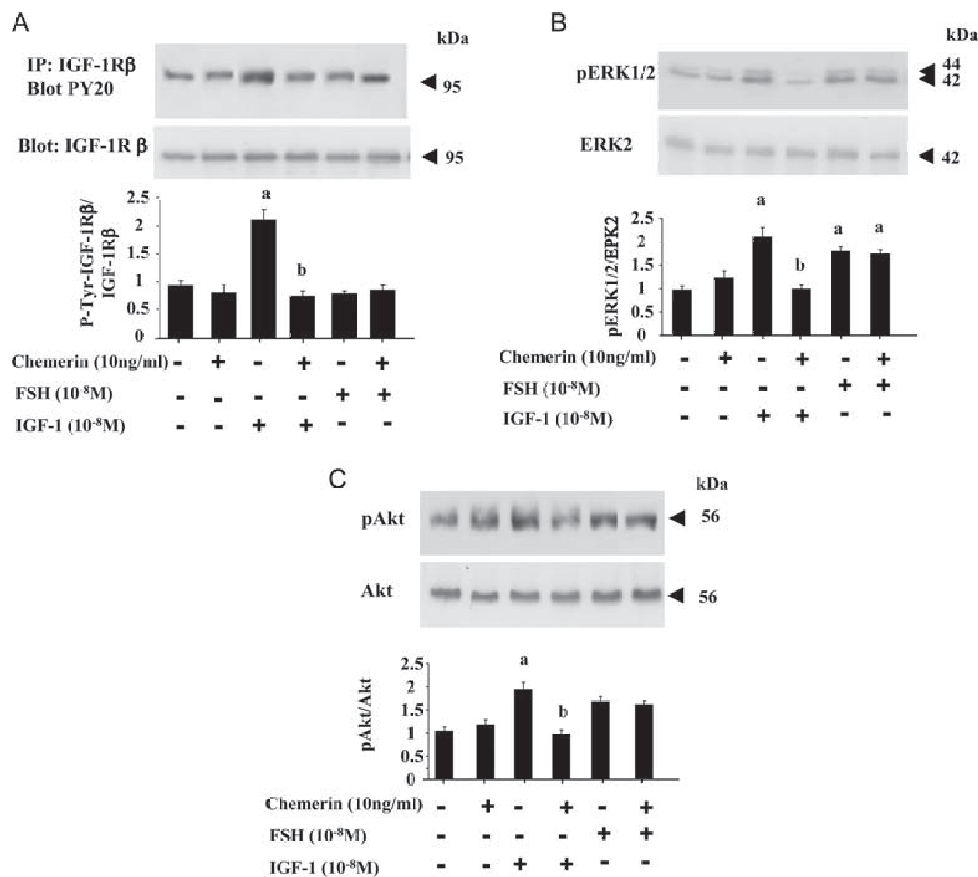 A
kDa
IP: IGF-1Rβ
Blot PY20
95
Blot: IGF-1R β
95
P-Tyr-IGF-1Rβ/
IGF-1Rβ
2.5
2
1.5
1
0.5
0
a
b
Chemerin (10ng/ml) - + - + - +
FSH (10-8M) - - - - + +
IGF-1 (10-8M) - - + + - -
B
kDa
pERK1/2
44
42
ERK2
42
pERK1/2/EPK2
2.5
2
1.5
1
0.5
0
a
b
a
a
Chemerin (10ng/ml) - + - + - +
FSH (10-8M) - - - - + +
IGF-1 (10-8M) - - + + - -
C
kDa
pAkt
56
Akt
56
pAkt/Akt
2.5
2
1.5
1
0.5
0
a
b
Chemerin (10ng/ml) - + - + - +
FSH (10-8M) - - - - + +
IGF-1 (10-8M) - - + + - -